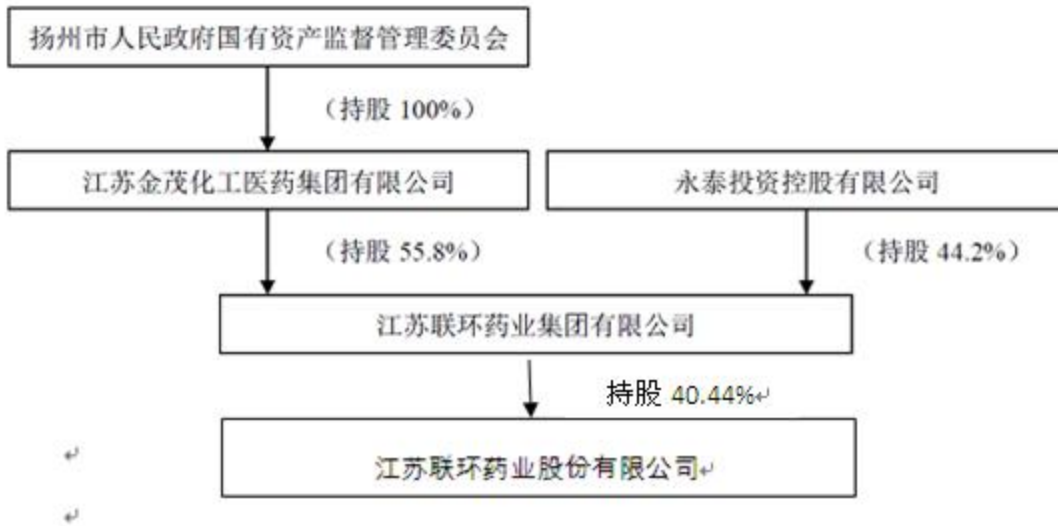 扬州市人民政府国有资产监督管理委员会
（持股 100%）
江苏金茂化工医药集团有限公司
永泰投资控股有限公司
（持股 55.8%）
（持股 44.2%）
江苏联环药业集团有限公司
持股 40.44%
江苏联环药业股份有限公司